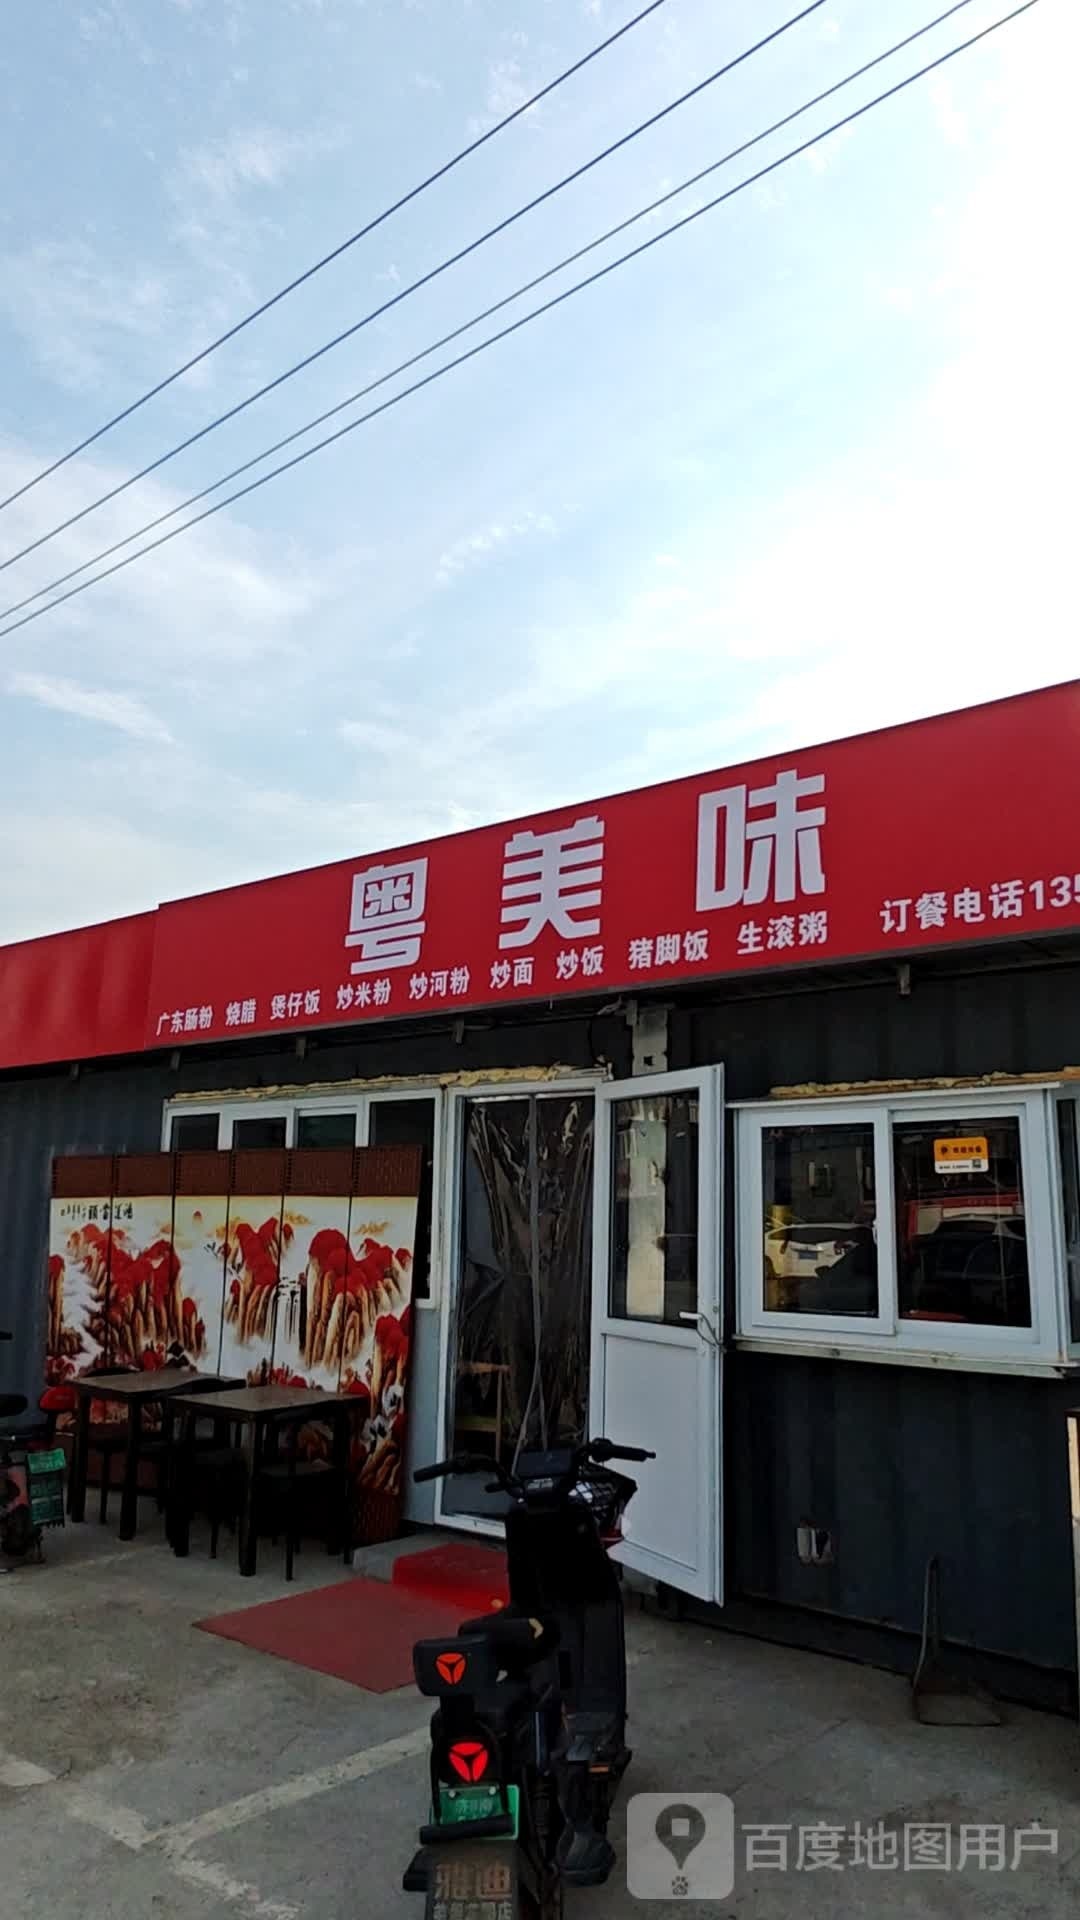 粤美味
广东肠粉 烧腊 煲仔饭 炒米粉 炒河粉 炒面 炒饭 猪脚饭 生滚粥
订餐电话135
雅迪
百度地图用户